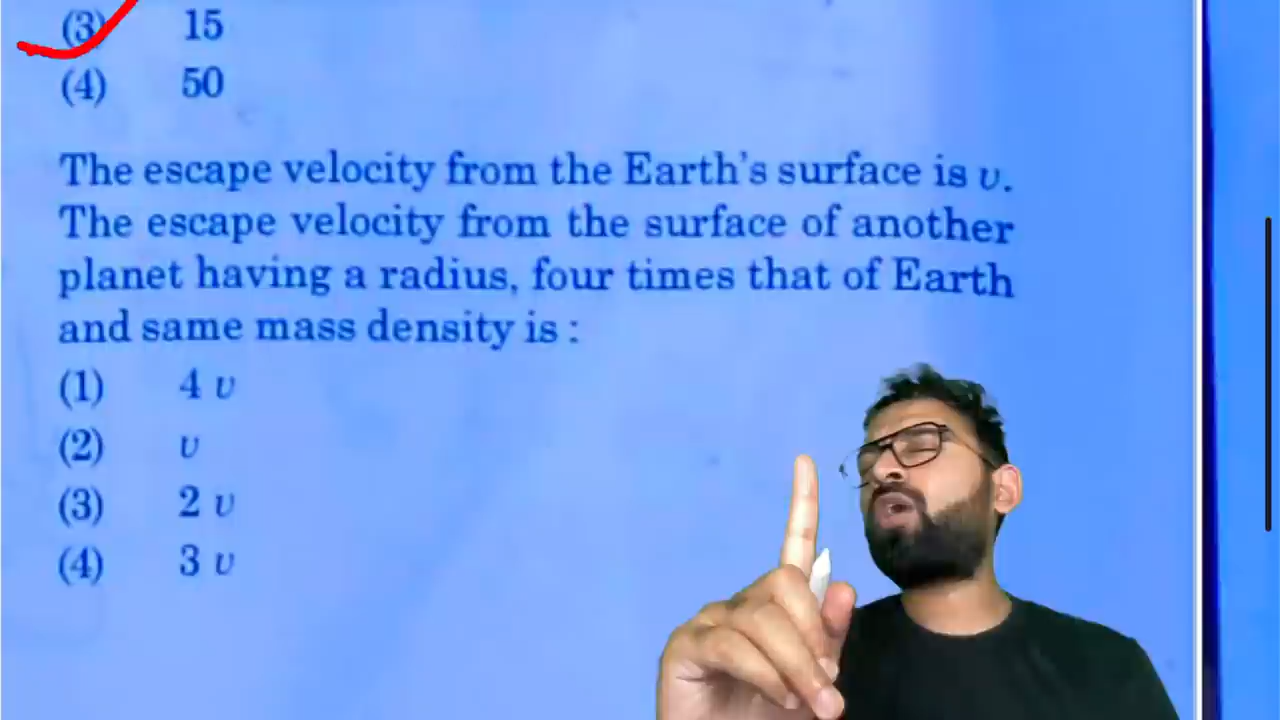 (3) 15
(4) 50
The escape velocity from the Earth's surface is υ.
The escape velocity from the surface of another
planet having a radius, four times that of Earth
and same mass density is :
(1) 4 υ
(2) υ
(3) 2 υ
(4) 3 υ